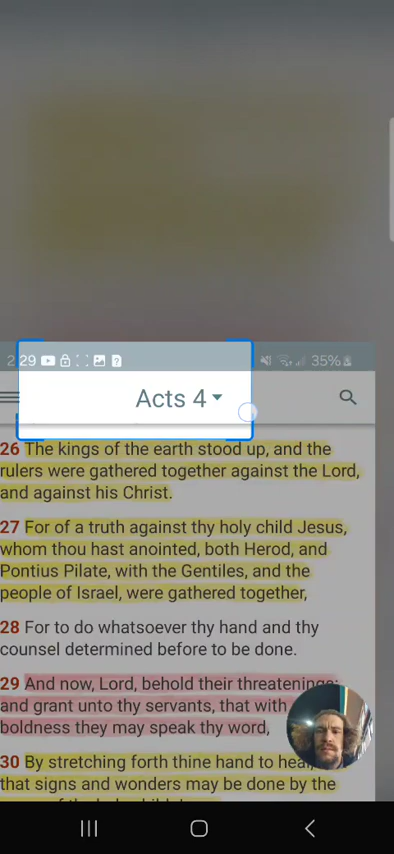 2:29 35%
Acts 4
26 The kings of the earth stood up, and the
rulers were gathered together against the Lord,
and against his Christ.
27 For of a truth against thy holy child Jesus,
whom thou hast anointed, both Herod, and
Pontius Pilate, with the Gentiles, and the
people of Israel, were gathered together,
28 For to do whatsoever thy hand and thy
counsel determined before to be done.
29 And now, Lord, behold their threatenings:
and grant unto thy servants, that with
boldness they may speak thy word,
30 By stretching forth thine hand to heal;
that signs and wonders may be done by the